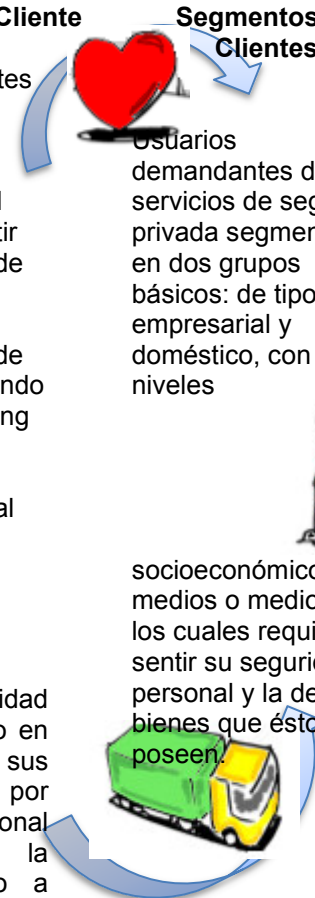 Cliente
tes
l
tir
de
de
ndo
ng
al
idad
o en
sus
por
onal
la
o a
Segmentos
Clientes
Usuarios
demandantes d
servicios de seg
privada segmen
en dos grupos
básicos: de tipo
empresarial y
doméstico, con
niveles
socioeconómico
medios o medio
los cuales requi
sentir su segurid
personal y la de
bienes que ésto
poseen.